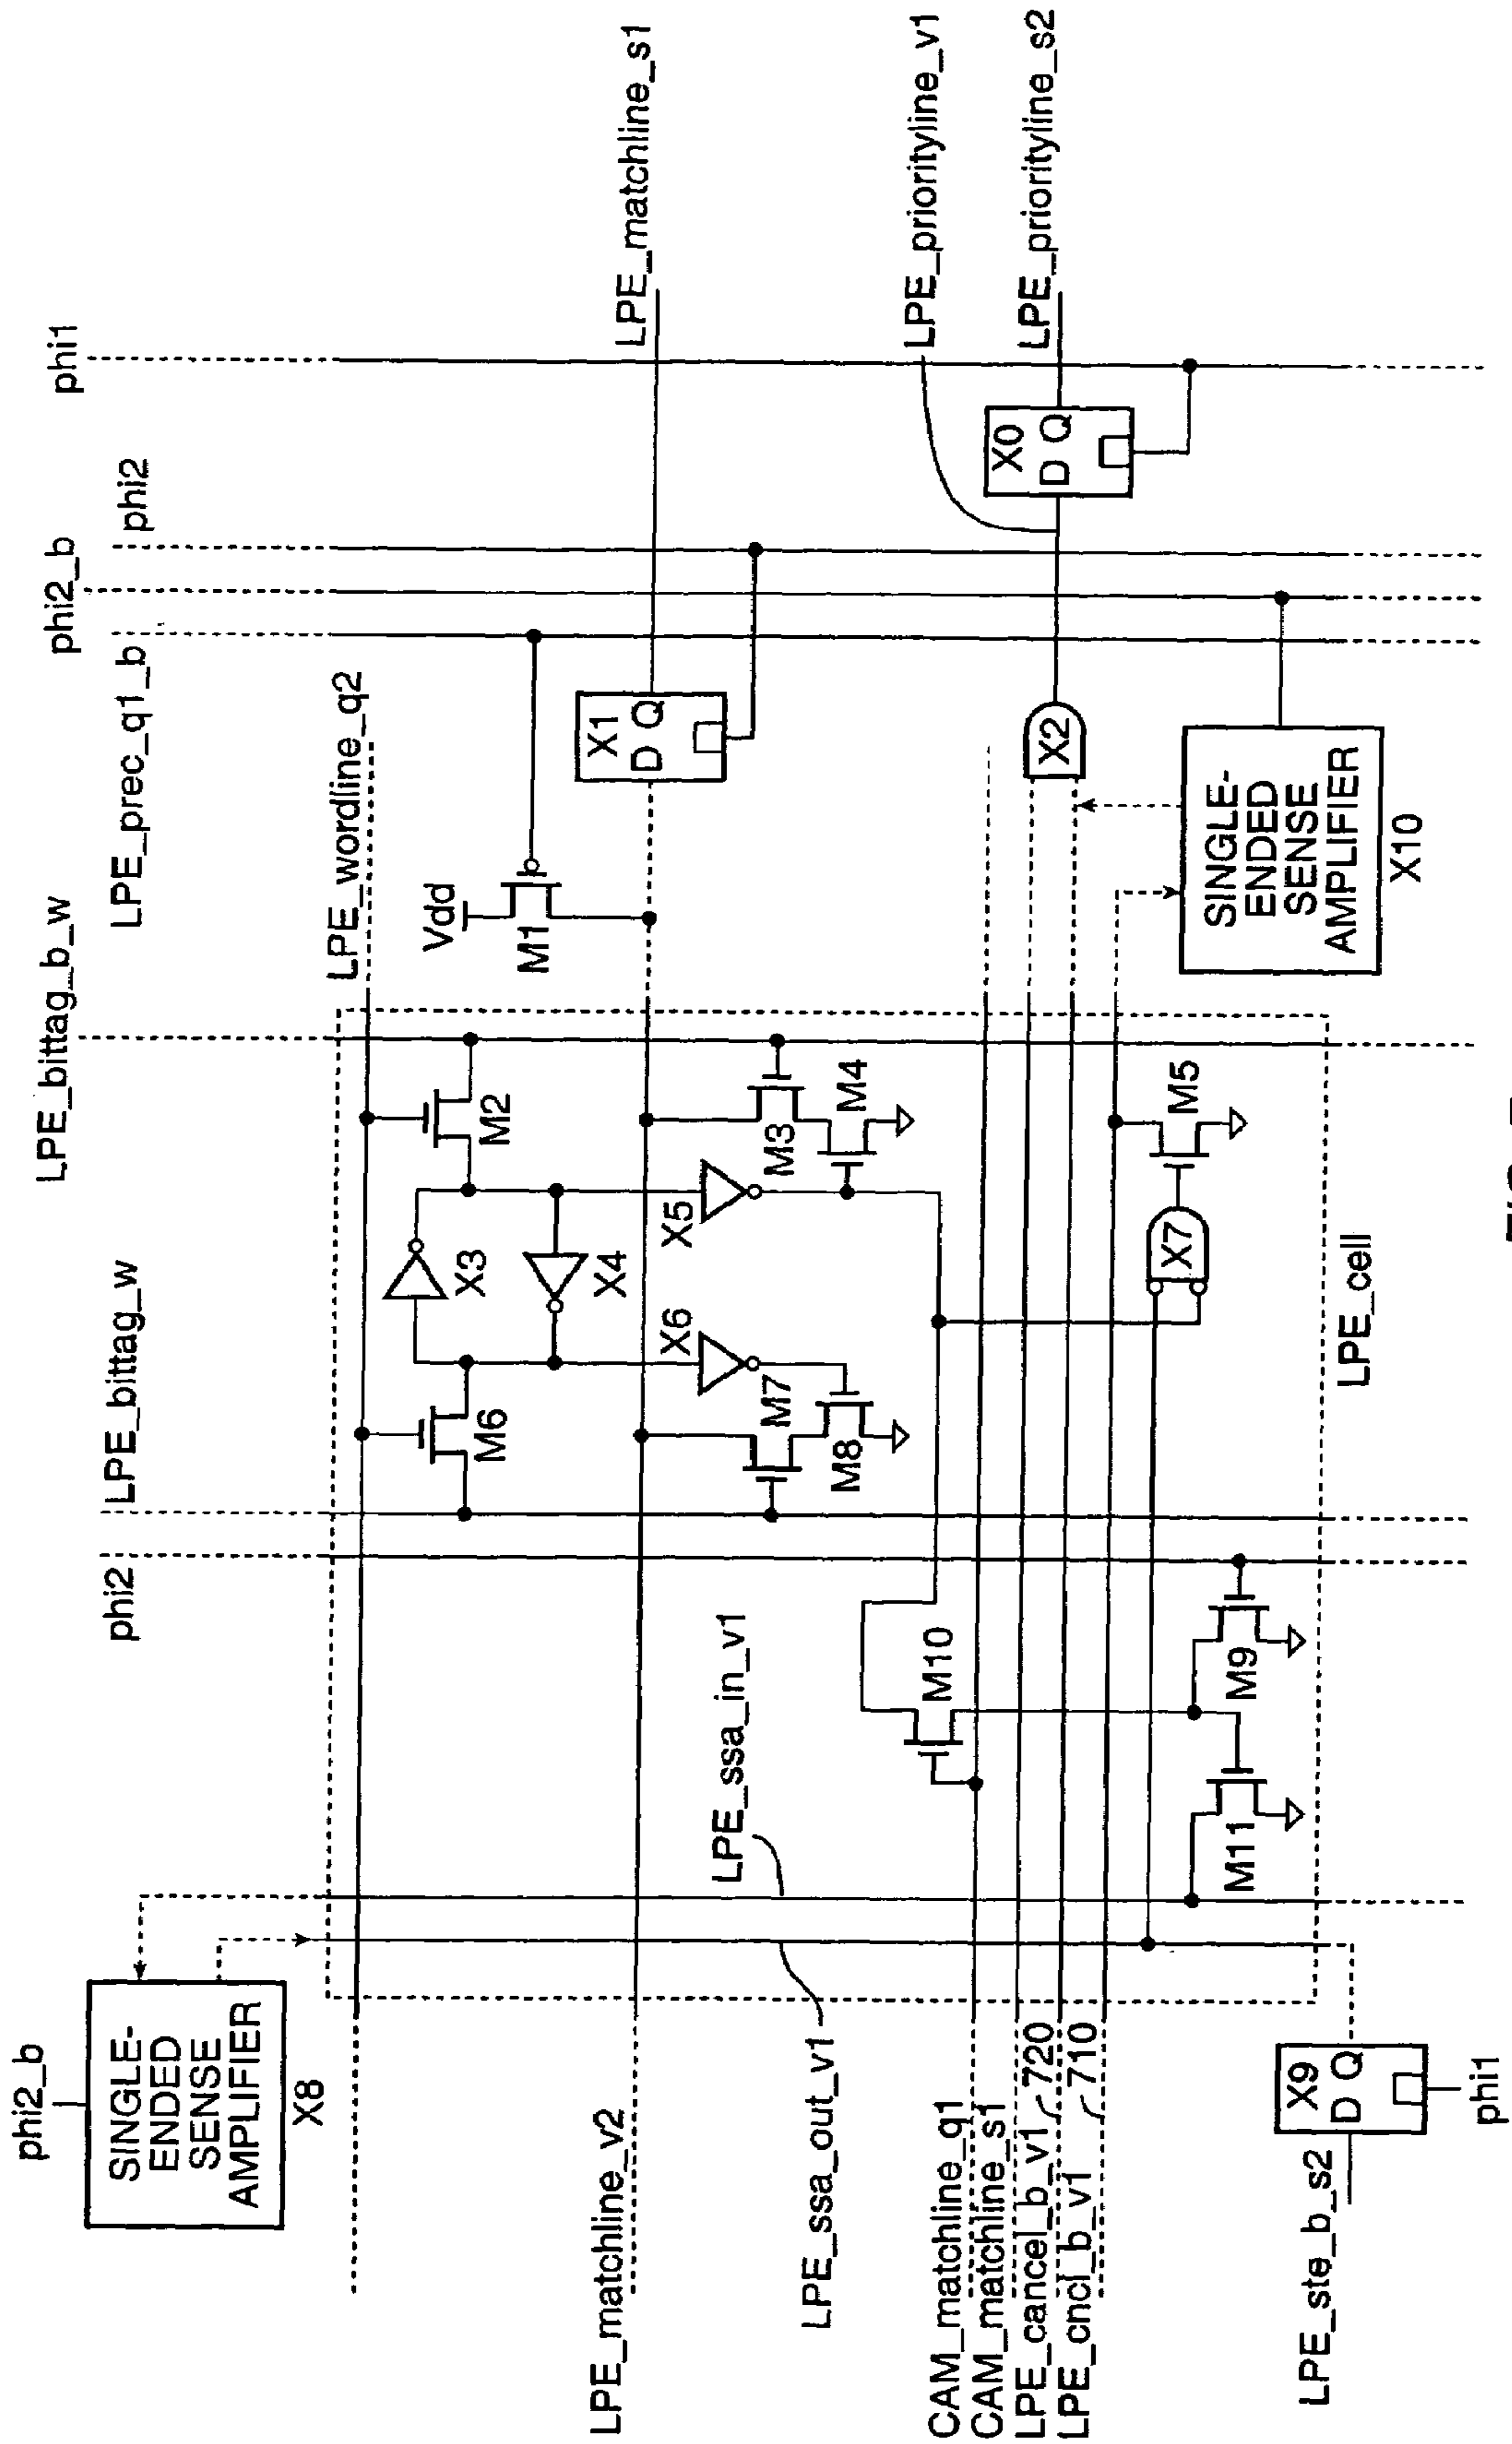 phi2_b
SINGLE-
ENDED
SENSE
AMPLIFIER
X8
phi2
LPE_bittag_w
LPE_bittag_b_w
LPE_prec_q1_b
phi2_b
phi2
phi1
LPE_wordline_q2
Vdd
M1
M6
X3
M2
X4
X1
D Q
LPE_matchline_s1
LPE_matchline_v2
X6
X5
M7
M8
M3
M4
LPE_ssa_in_v1
LPE_ssa_out_v1
M10
LPE_priorityline_v1
CAM_matchline_q1
CAM_matchline_s1
LPE_cancel_b_v1
720
LPE_cncl_b_v1
710
X2
X0
D Q
LPE_priorityline_s2
X7
M5
M11
M9
SINGLE-
ENDED
SENSE
AMPLIFIER
X10
LPE_ste_b_s2
X9
D Q
phi1
LPE_cell